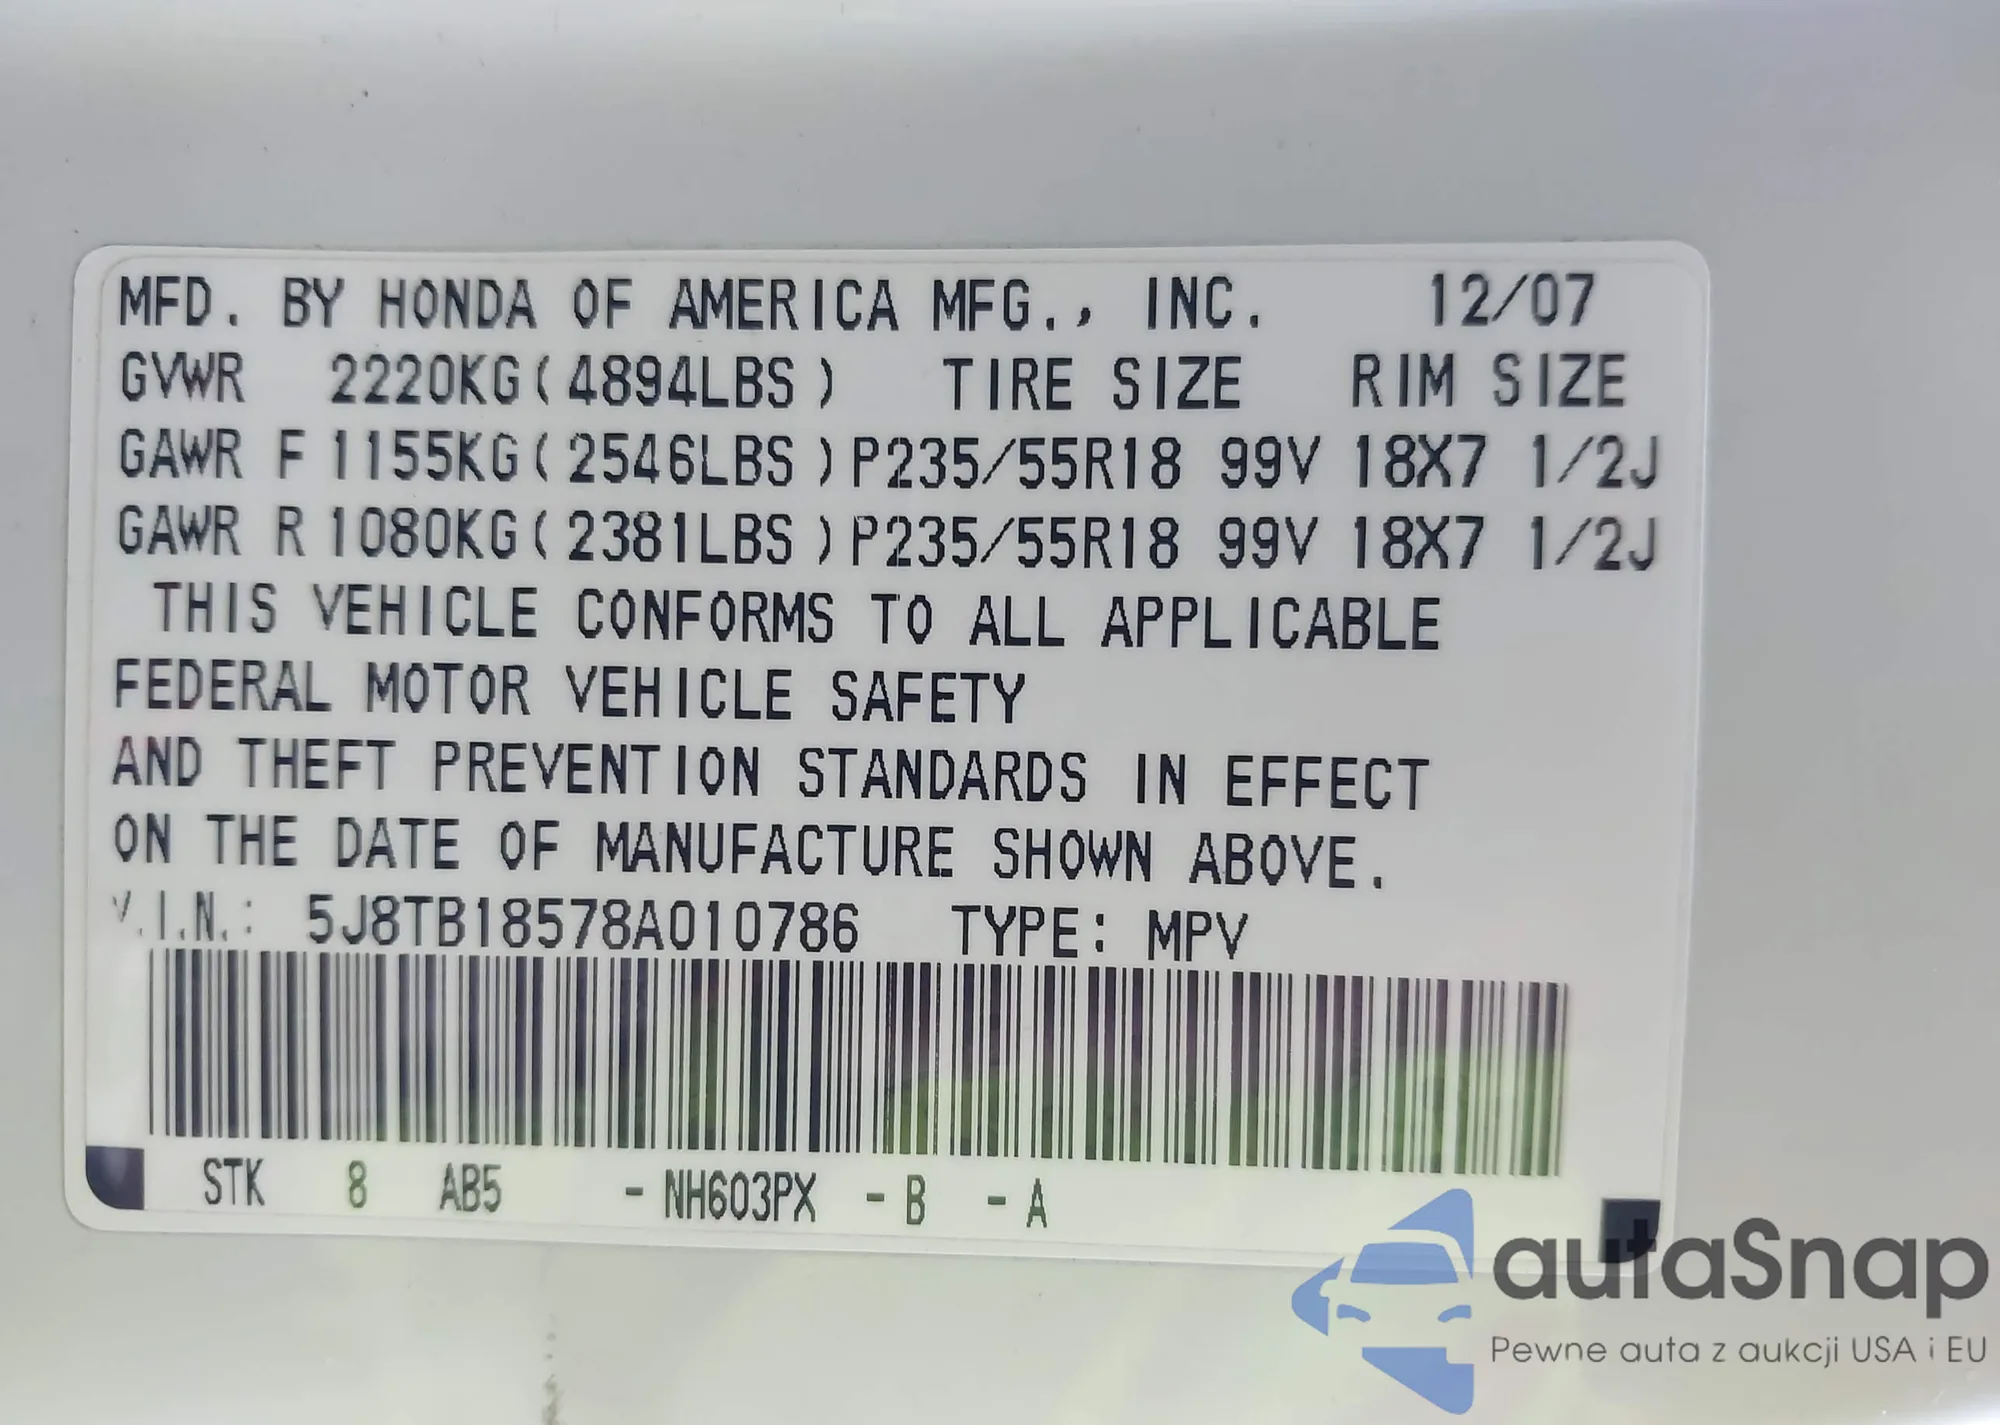 MFD. BY HONDA OF AMERICA MFG., INC. 12/07
GVWR 2220KG(4894LBS) TIRE SIZE RIM SIZE
GAWR F 1155KG(2546LBS)P235/55R18 99V 18X7 1/2J
GAWR R 1080KG(2381LBS)P235/55R18 99V 18X7 1/2J
THIS VEHICLE CONFORMS TO ALL APPLICABLE
FEDERAL MOTOR VEHICLE SAFETY
AND THEFT PREVENTION STANDARDS IN EFFECT
ON THE DATE OF MANUFACTURE SHOWN ABOVE.
V.I.N.: 5J8TB18578A010786 TYPE: MPV
STK 8 AB5 - NH603PX - B - A
autaSnap
Pewne auta z aukcji USA i EU